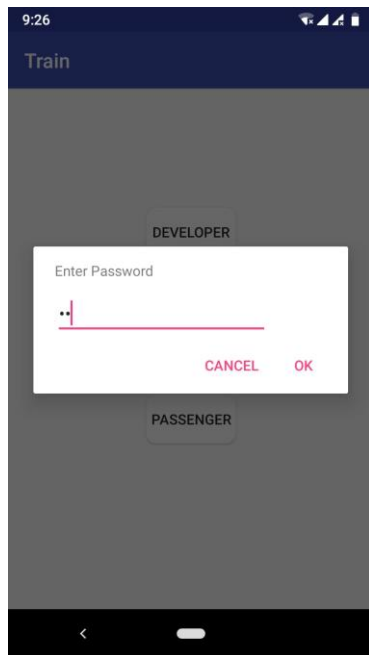 9:26
Train
DEVELOPER
Enter Password
••
CANCEL OK
PASSENGER